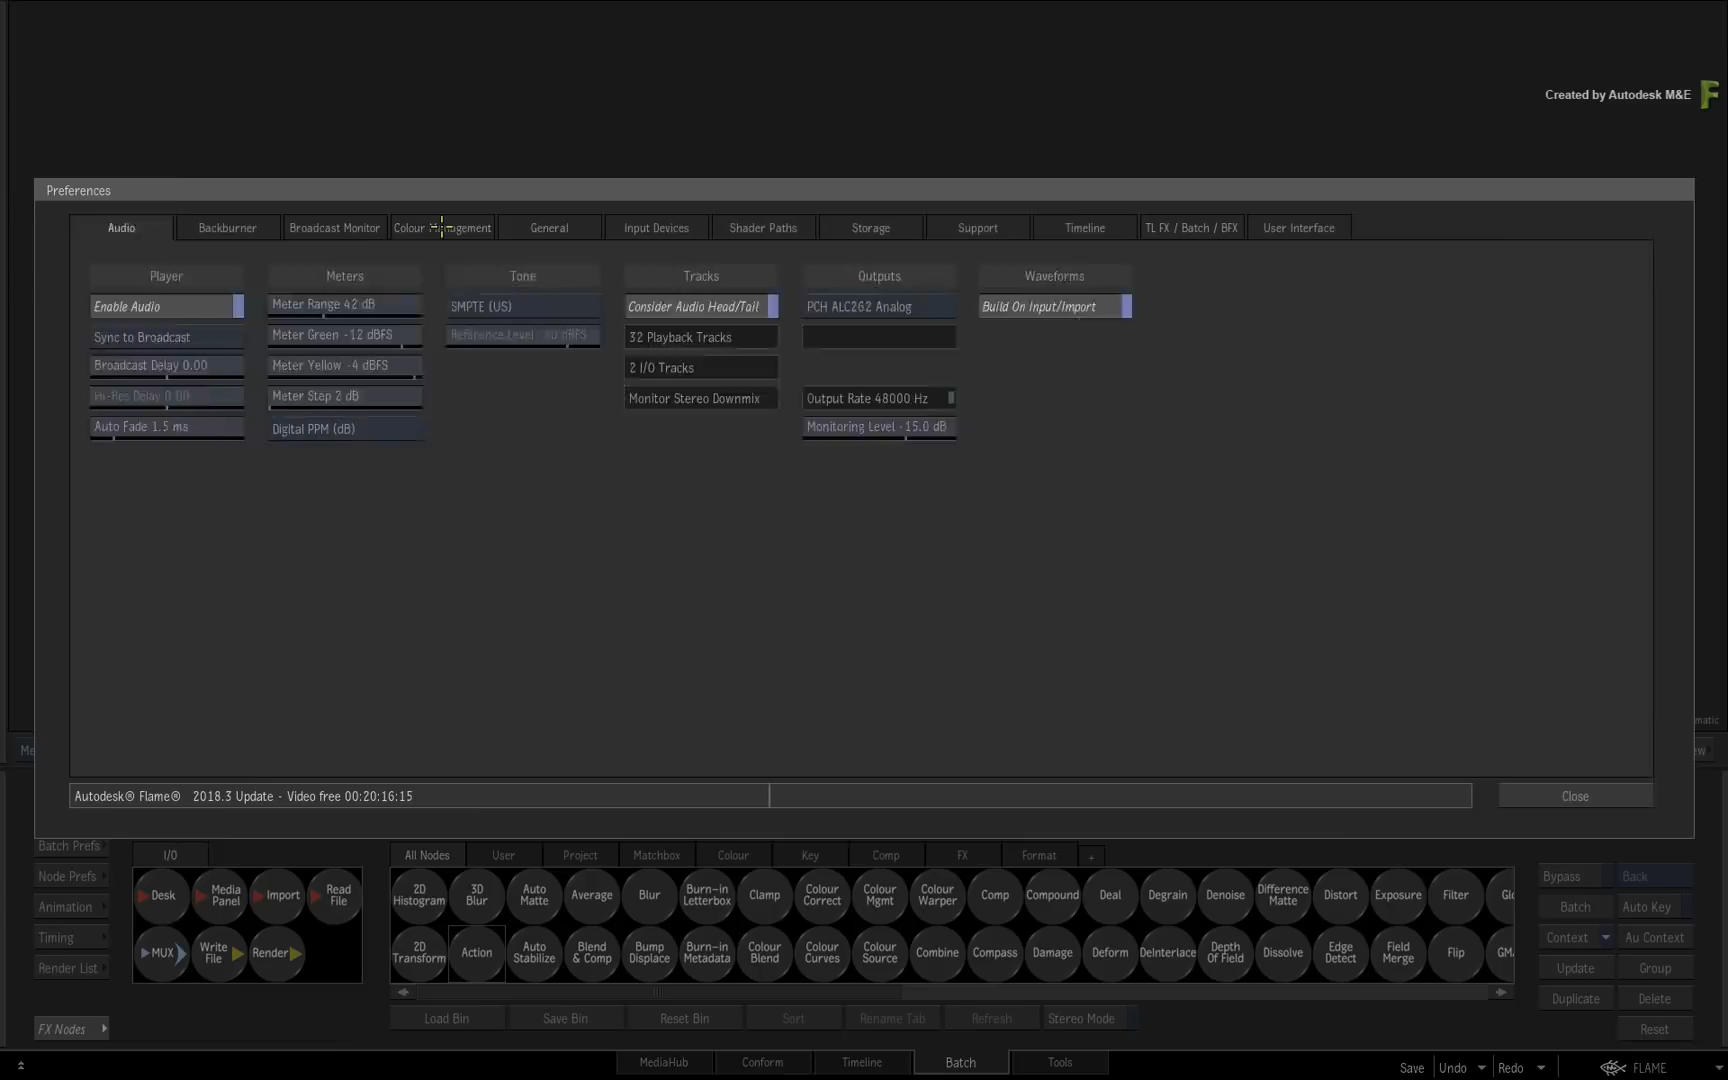 Created by Autodesk M&E
Preferences
Audio
Backburner
Broadcast Monitor
Colour Management
General
Input Devices
Shader Paths
Storage
Support
Timeline
TL FX / Batch / BFX
User Interface
Player
Meters
Tone
Tracks
Outputs
Waveforms
Enable Audio
Meter Range 42 dB
SMPTE (US)
Consider Audio Head/Tail
PCH ALC262 Analog
Build On Input/Import
Sync to Broadcast
Meter Green -12 dBFS
32 Playback Tracks
Broadcast Delay 0.00
Meter Yellow -4 dBFS
2 I/O Tracks
Hi-Res Delay 0.00
Meter Step 2 dB
Monitor Stereo Downmix
Output Rate 48000 Hz
Auto Fade 1.5 ms
Digital PPM (dB)
Monitoring Level -15.0 dB
Autodesk® Flame® 2018.3 Update - Video free 00:20:16:15
Close
Batch Prefs
Node Prefs
Animation
Timing
Render List
FX Nodes
I/O
Desk
Media Panel
Import
Read File
MUX
Write File
Render
All Nodes
User
Project
Matchbox
Colour
Key
Comp
FX
Format
+
2D Histogram
3D Blur
Auto Matte
Average
Blur
Burn-in Letterbox
Clamp
Colour Correct
Colour Mgmt
Colour Warper
Comp
Compound
Deal
Degrain
Denoise
Difference Matte
Distort
Exposure
Filter
2D Transform
Action
Auto Stabilize
Blend & Comp
Bump Displace
Burn-in Metadata
Colour Blend
Colour Curves
Colour Source
Combine
Compass
Damage
Deform
DeInterlace
Depth Of Field
Dissolve
Edge Detect
Field Merge
Flip
Load Bin
Save Bin
Reset Bin
Sort
Rename Tab
Refresh
Stereo Mode
Bypass
Back
Batch
Auto Key
Context
Au Context
Update
Group
Duplicate
Delete
Reset
MediaHub
Conform
Timeline
Batch
Tools
Save
Undo
Redo
FLAME